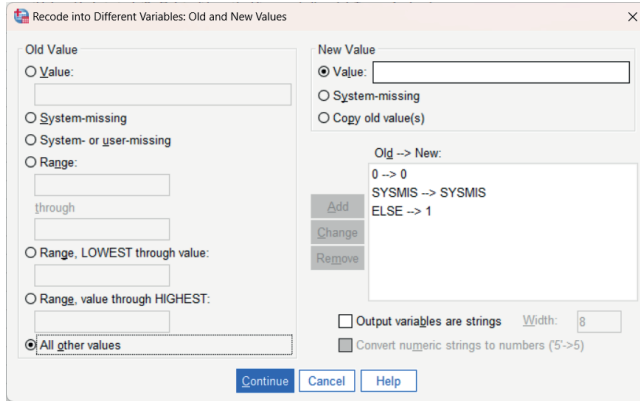 Recode into Different Variables: Old and New Values
Old Value
Value:
System-missing
System- or user-missing
Range:
through
Range, LOWEST through value:
Range, value through HIGHEST:
All other values
New Value
Value:
System-missing
Copy old value(s)
Old --> New:
0 --> 0
SYSMIS --> SYSMIS
ELSE --> 1
Add
Change
Remove
Output variables are strings Width: 8
Convert numeric strings to numbers ('5'->5)
Continue Cancel Help